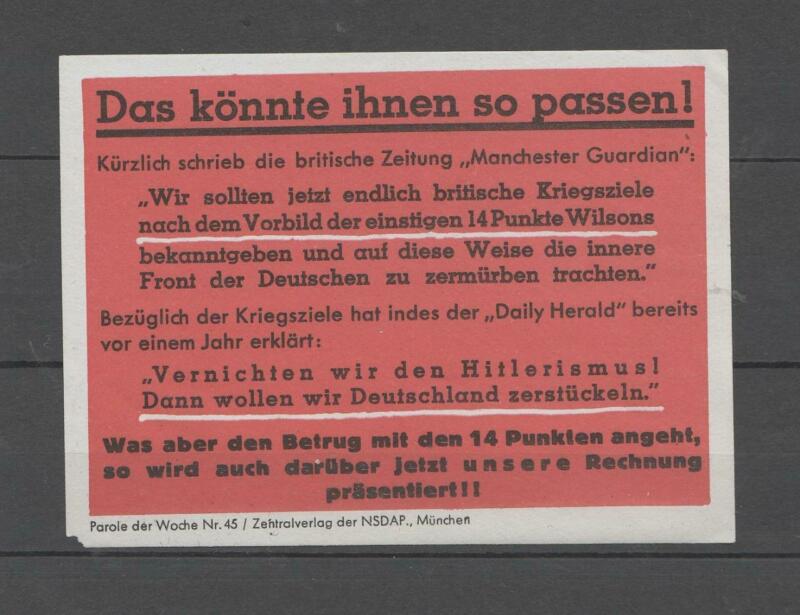 Das könnte ihnen so passen!
Kürzlich schrieb die britische Zeitung „Manchester Guardian":
„Wir sollten jetzt endlich britische Kriegsziele
nach dem Vorbild der einstigen 14 Punkte Wilsons
bekanntgeben und auf diese Weise die innere
Front der Deutschen zu zermürben trachten."
Bezüglich der Kriegsziele hat indes der „Daily Herald" bereits
vor einem Jahr erklärt:
„Vernichten wir den Hitlerismus!
Dann wollen wir Deutschland zerstückeln."
Was aber den Betrug mit den 14 Punkten angeht,
so wird auch darüber jetzt unsere Rechnung
präsentiert!!
Parole der Woche Nr. 45 / Zentralverlag der NSDAP., München